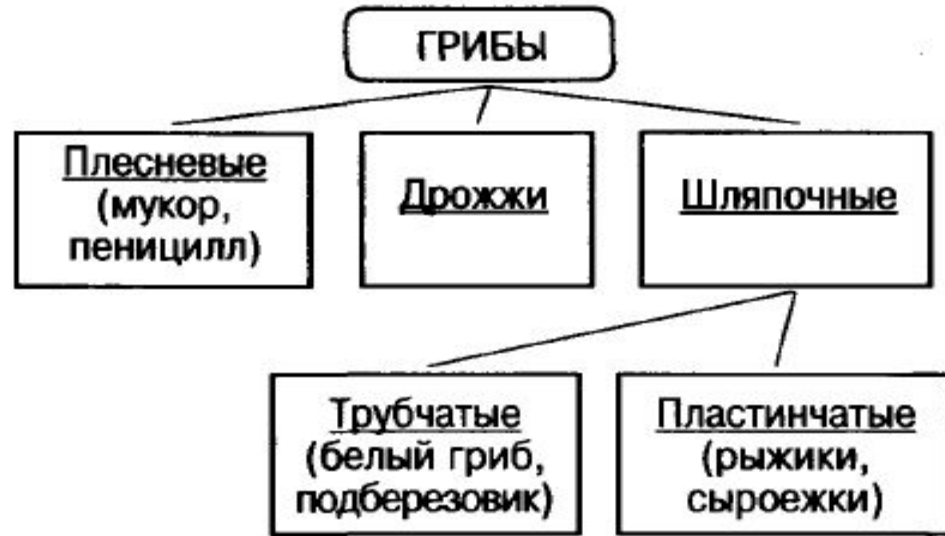 ГРИБЫ
Плесневые
(мукор,
пеницилл)
Дрожжи
Шляпочные
Трубчатые
(белый гриб,
подберезовик)
Пластинчатые
(рыжики,
сыроежки)